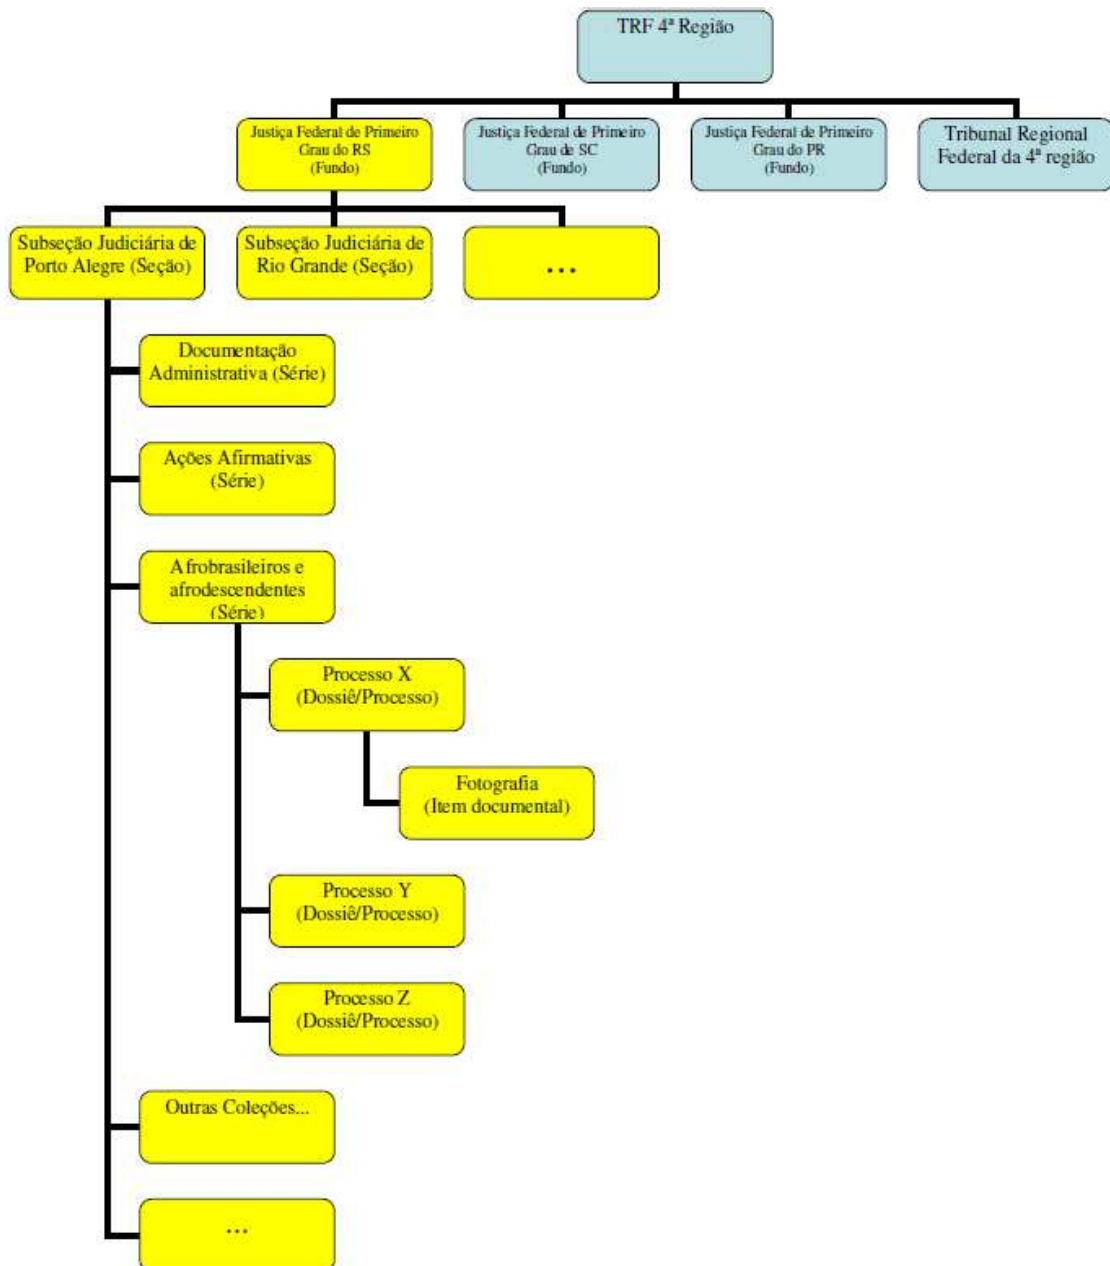 TRF 4ª Região
Justiça Federal de Primeiro
Grau do RS
(Fundo)
Justiça Federal de Primeiro
Grau de SC
(Fundo)
Justiça Federal de Primeiro
Grau do PR
(Fundo)
Tribunal Regional
Federal da 4ª região
Subseção Judiciária de
Porto Alegre (Seção)
Subseção Judiciária de
Rio Grande (Seção)
...
Documentação
Administrativa (Série)
Ações Afirmativas
(Série)
Afrobrasileiros e
afrodescendentes
(Série)
Processo X
(Dossiê/Processo)
Fotografia
(Item documental)
Processo Y
(Dossiê/Processo)
Processo Z
(Dossiê/Processo)
Outras Coleções...
...